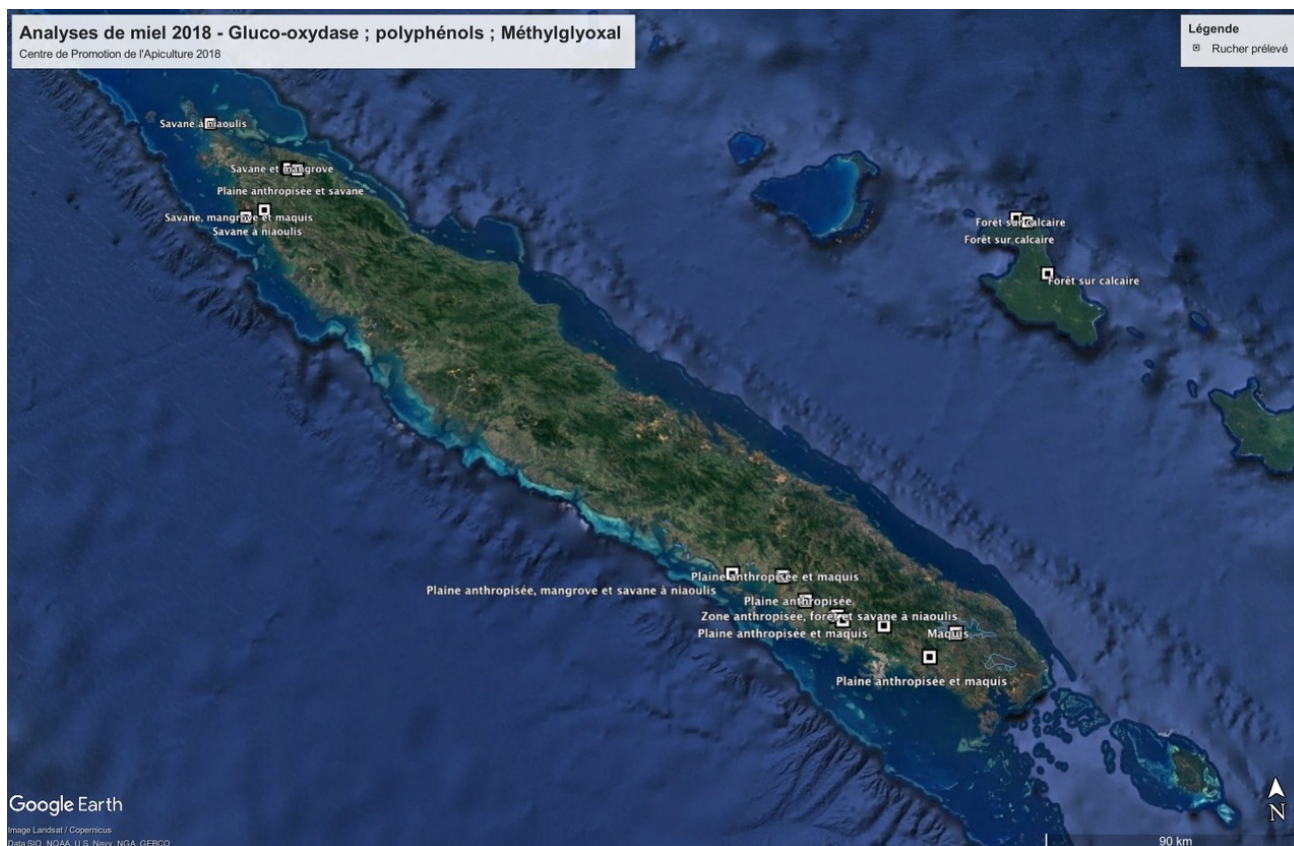 Analyses de miel 2018 - Gluco-oxydase ; polyphénols ; Méthylglyoxal
Centre de Promotion de l'Apiculture 2018
Légende
Rucher prélevé
Savane à niaoulis
Savane et mangrove
Plaine anthropisée et savane
Savane, mangrove et maquis
Savane à niaoulis
Forêt sur calcaire
Forêt sur calcaire
Forêt sur calcaire
Plaine anthropisée et maquis
Plaine anthropisée, mangrove et savane à niaoulis
Plaine anthropisée
Zone anthropisée, forêt et savane à niaoulis
Plaine anthropisée et maquis
Maquis
Plaine anthropisée et maquis
Google Earth
Image Landsat / Copernicus
Data SIO, NOAA, U.S. Navy, NGA, GEBCO
N
90 km